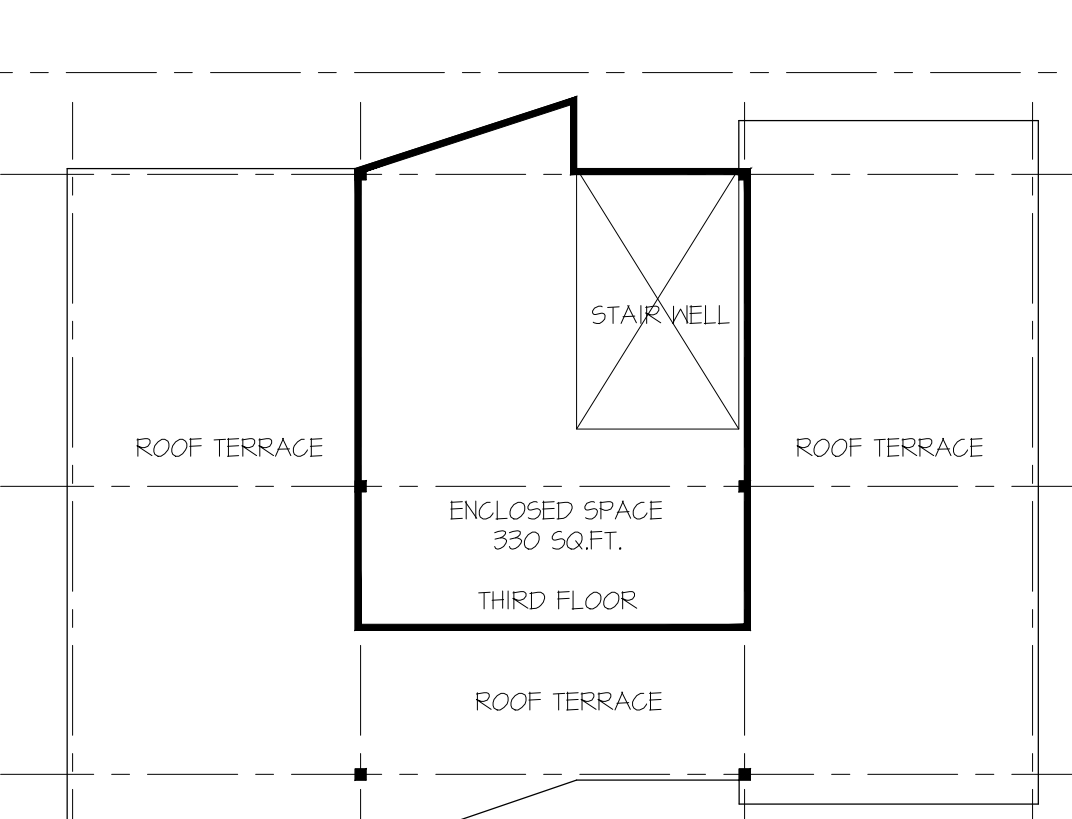 STAIR WELL
ROOF TERRACE
ROOF TERRACE
ENCLOSED SPACE
330 SQ.FT.
THIRD FLOOR
ROOF TERRACE